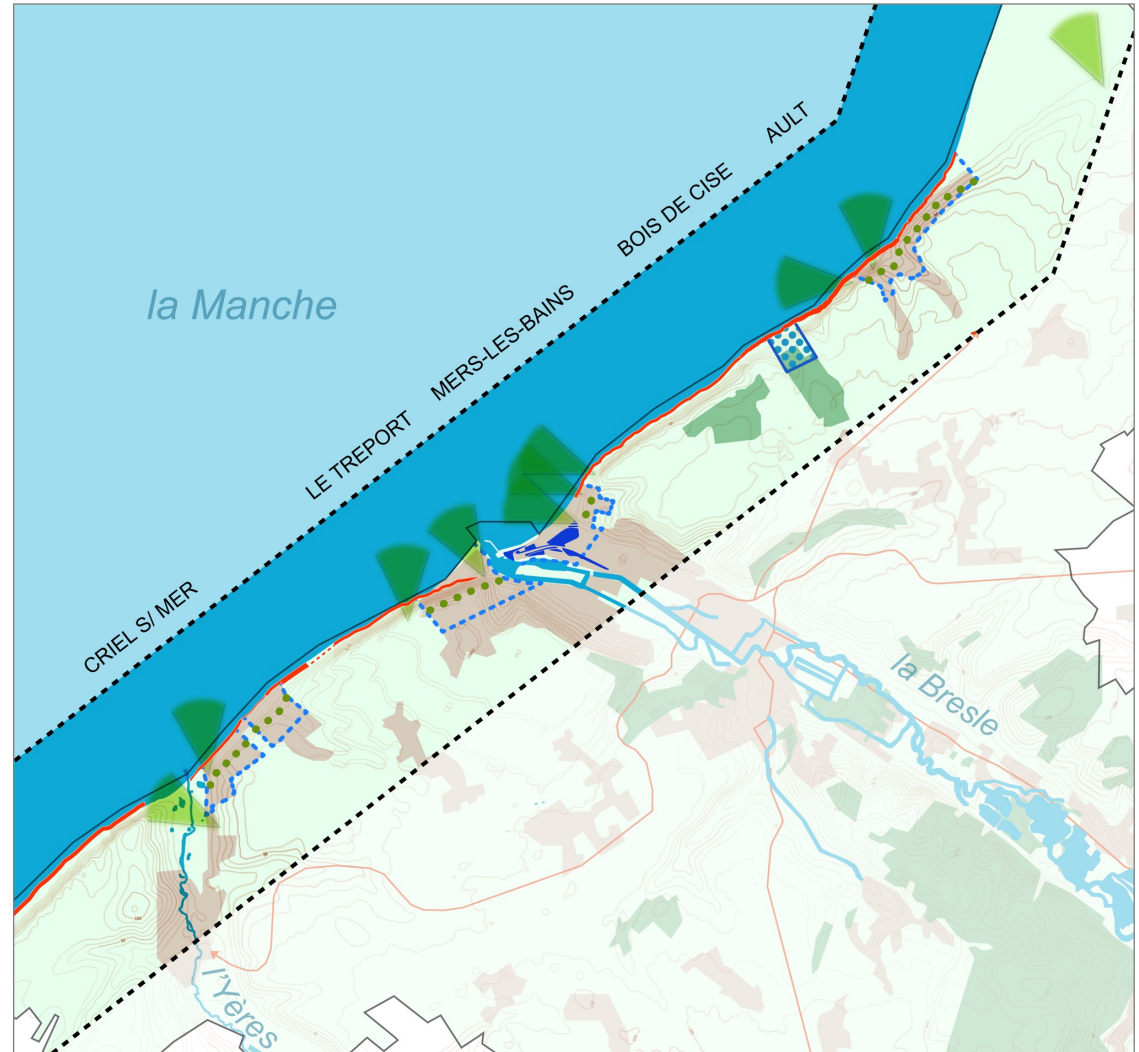 AULT
BOIS DE CISE
la Manche
MERS-LES-BAINS
LE TREPORT
CRIEL S/ MER
la Bresle
l'Yères